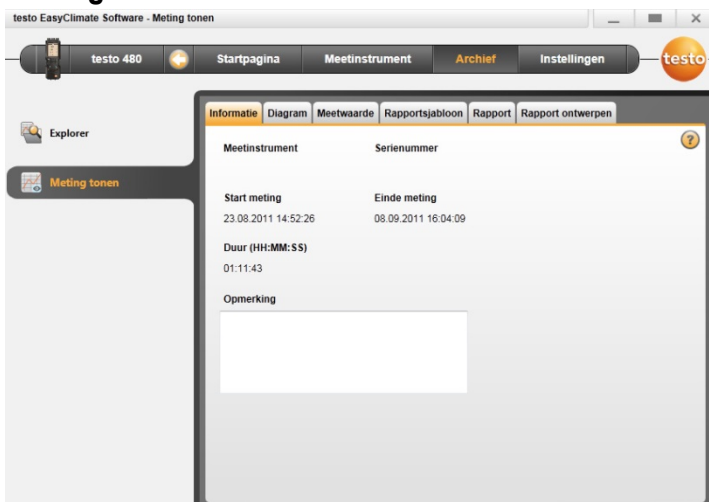 testo EasyClimate Software - Meting tonen
testo 480 Startpagina Meetinstrument Archief Instellingen testo
Explorer
Meting tonen
Informatie Diagram Meetwaarde Rapportsjabloon Rapport Rapport ontwerpen
?
Meetinstrument Serienummer
Start meting Einde meting
23.08.2011 14:52:26 08.09.2011 16:04:09
Duur (HH:MM:SS)
01:11:43
Opmerking